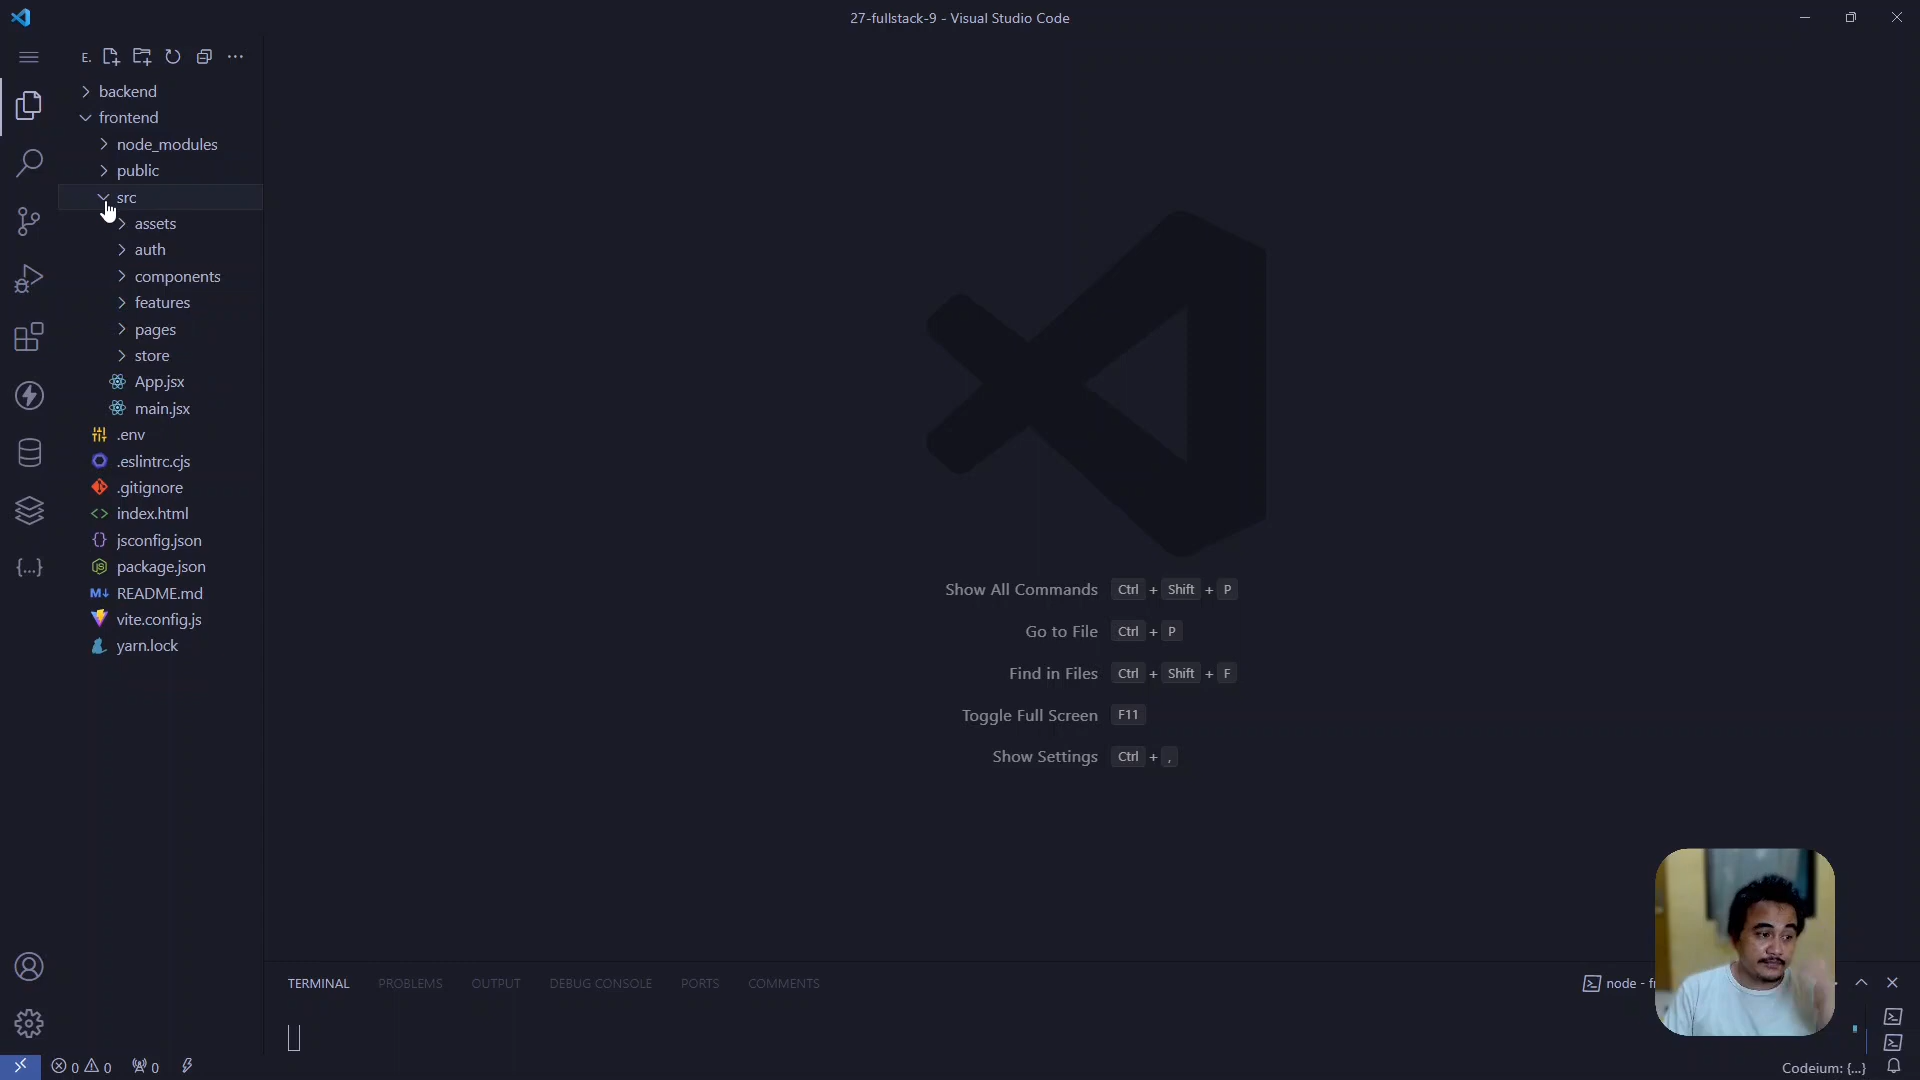 27-fullstack-9 - Visual Studio Code
E.
backend
frontend
node_modules
public
src
assets
auth
components
features
pages
store
App.jsx
main.jsx
.env
.eslintrc.cjs
.gitignore
index.html
jsconfig.json
package.json
README.md
vite.config.js
yarn.lock
Show All Commands Ctrl + Shift + P
Go to File Ctrl + P
Find in Files Ctrl + Shift + F
Toggle Full Screen F11
Show Settings Ctrl + ,
TERMINAL PROBLEMS OUTPUT DEBUG CONSOLE PORTS COMMENTS
node - fr
0 0 0
Codeium: {...}